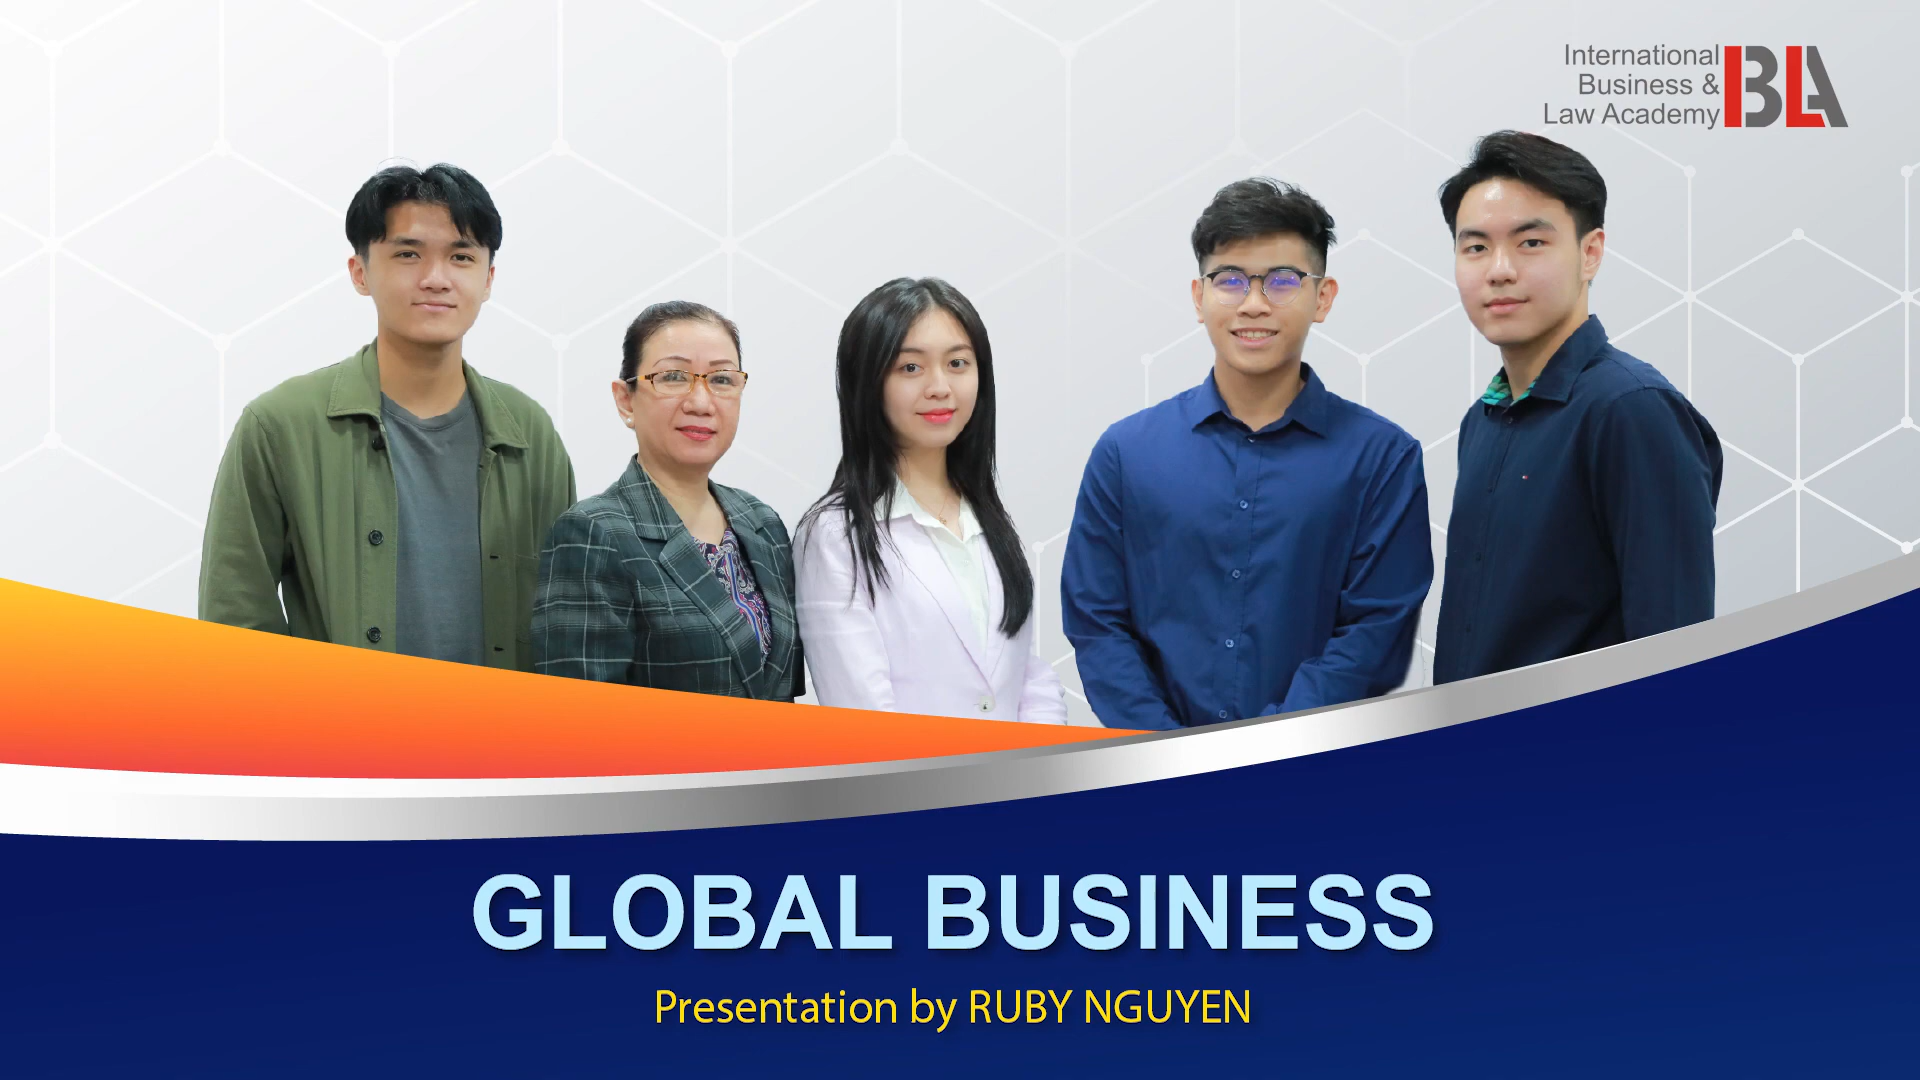 International
Business &
Law Academy
IBLA
GLOBAL BUSINESS
Presentation by RUBY NGUYEN